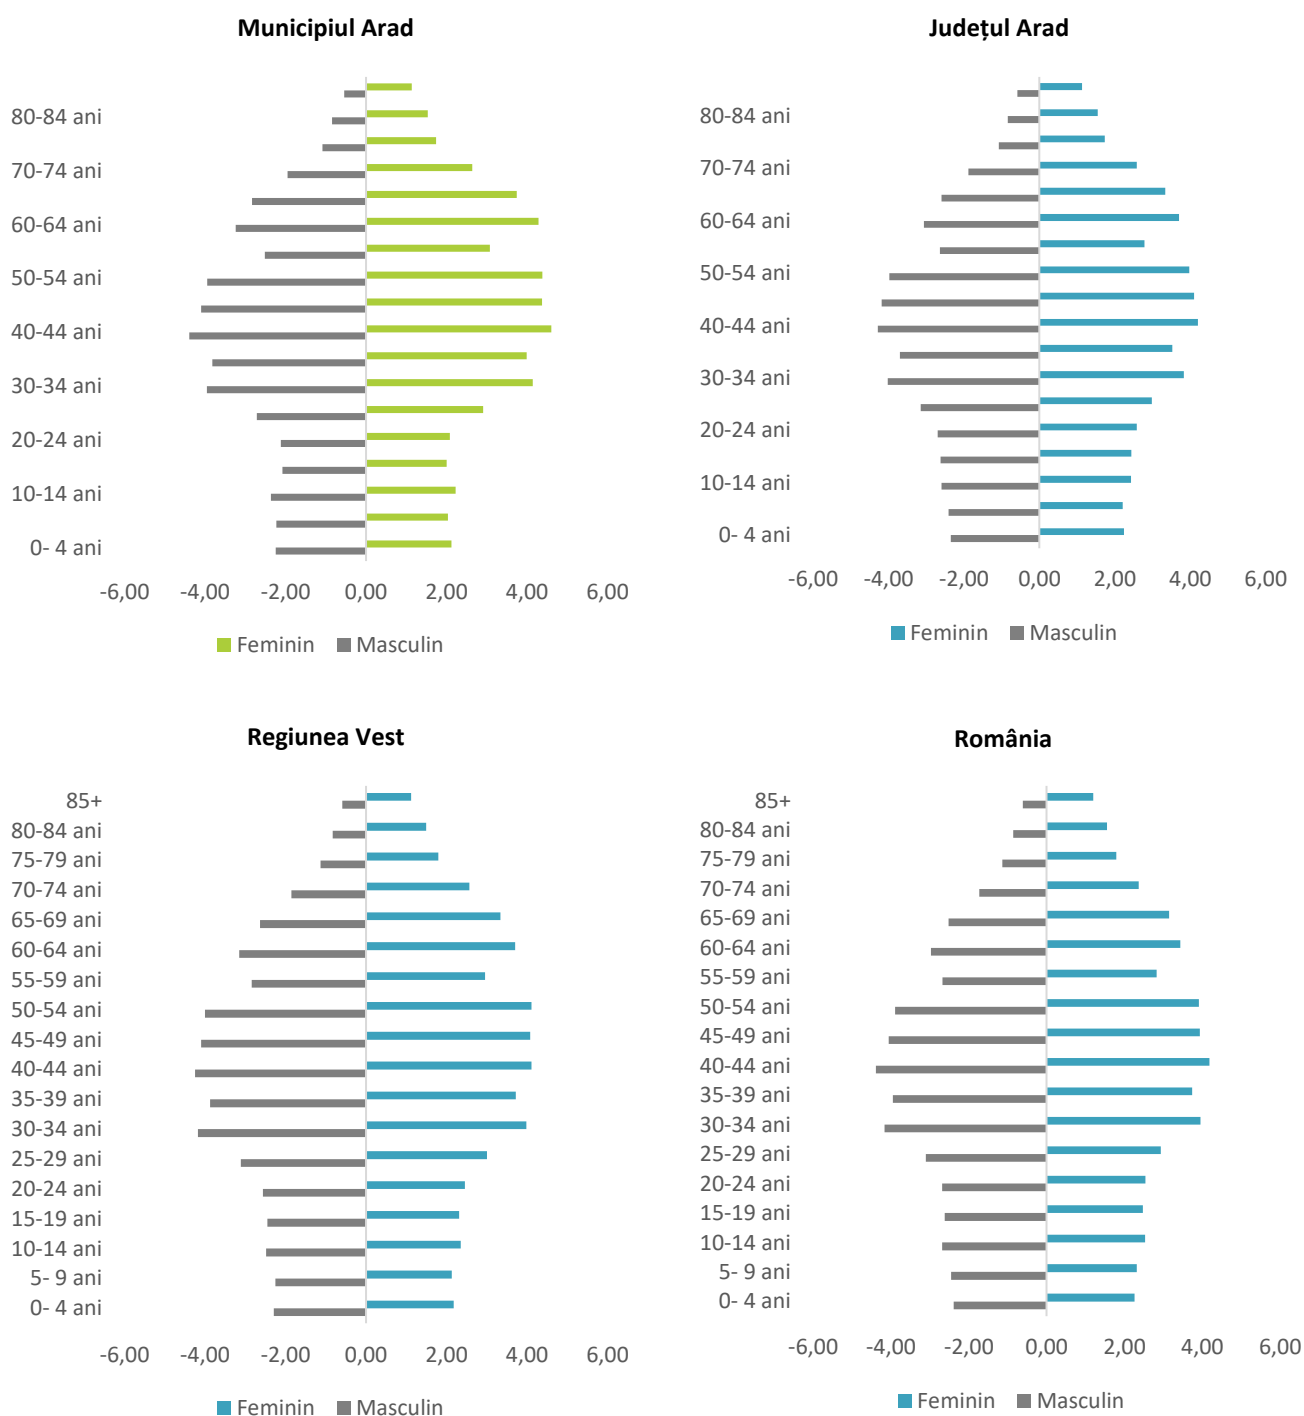 Municipiul Arad
80-84 ani
70-74 ani
60-64 ani
50-54 ani
40-44 ani
30-34 ani
20-24 ani
10-14 ani
0- 4 ani
-6,00 -4,00 -2,00 0,00 2,00 4,00 6,00
Feminin Masculin
Județul Arad
80-84 ani
70-74 ani
60-64 ani
50-54 ani
40-44 ani
30-34 ani
20-24 ani
10-14 ani
0- 4 ani
-6,00 -4,00 -2,00 0,00 2,00 4,00 6,00
Feminin Masculin
Regiunea Vest
85+
80-84 ani
75-79 ani
70-74 ani
65-69 ani
60-64 ani
55-59 ani
50-54 ani
45-49 ani
40-44 ani
35-39 ani
30-34 ani
25-29 ani
20-24 ani
15-19 ani
10-14 ani
5- 9 ani
0- 4 ani
-6,00 -4,00 -2,00 0,00 2,00 4,00 6,00
Feminin Masculin
România
85+
80-84 ani
75-79 ani
70-74 ani
65-69 ani
60-64 ani
55-59 ani
50-54 ani
45-49 ani
40-44 ani
35-39 ani
30-34 ani
25-29 ani
20-24 ani
15-19 ani
10-14 ani
5- 9 ani
0- 4 ani
-6,00 -4,00 -2,00 0,00 2,00 4,00 6,00
Feminin Masculin